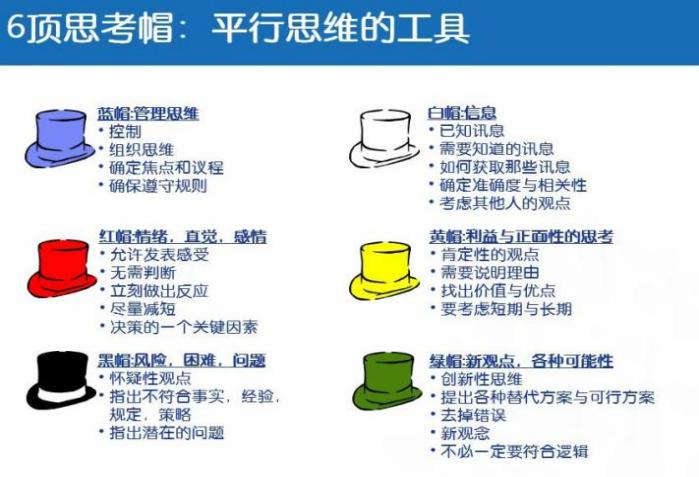 6顶思考帽：平行思维的工具
蓝帽:管理思维
• 控制
• 组织思维
• 确定焦点和议程
• 确保遵守规则
白帽:信息
• 已知讯息
• 需要知道的讯息
• 如何获取那些讯息
• 确定准确度与相关性
• 考虑其他人的观点
红帽:情绪，直觉，感情
• 允许发表感受
• 无需判断
• 立刻做出反应
• 尽量减短
• 决策的一个关键因素
黄帽:利益与正面性的思考
• 肯定性的观点
• 需要说明理由
• 找出价值与优点
• 要考虑短期与长期
黑帽:风险，困难，问题
• 怀疑性观点
• 指出不符合事实，经验，
规定，策略
• 指出潜在的问题
绿帽:新观点，各种可能性
• 创新性思维
• 提出各种替代方案与可行方案
• 去掉错误
• 新观念
• 不必一定要符合逻辑